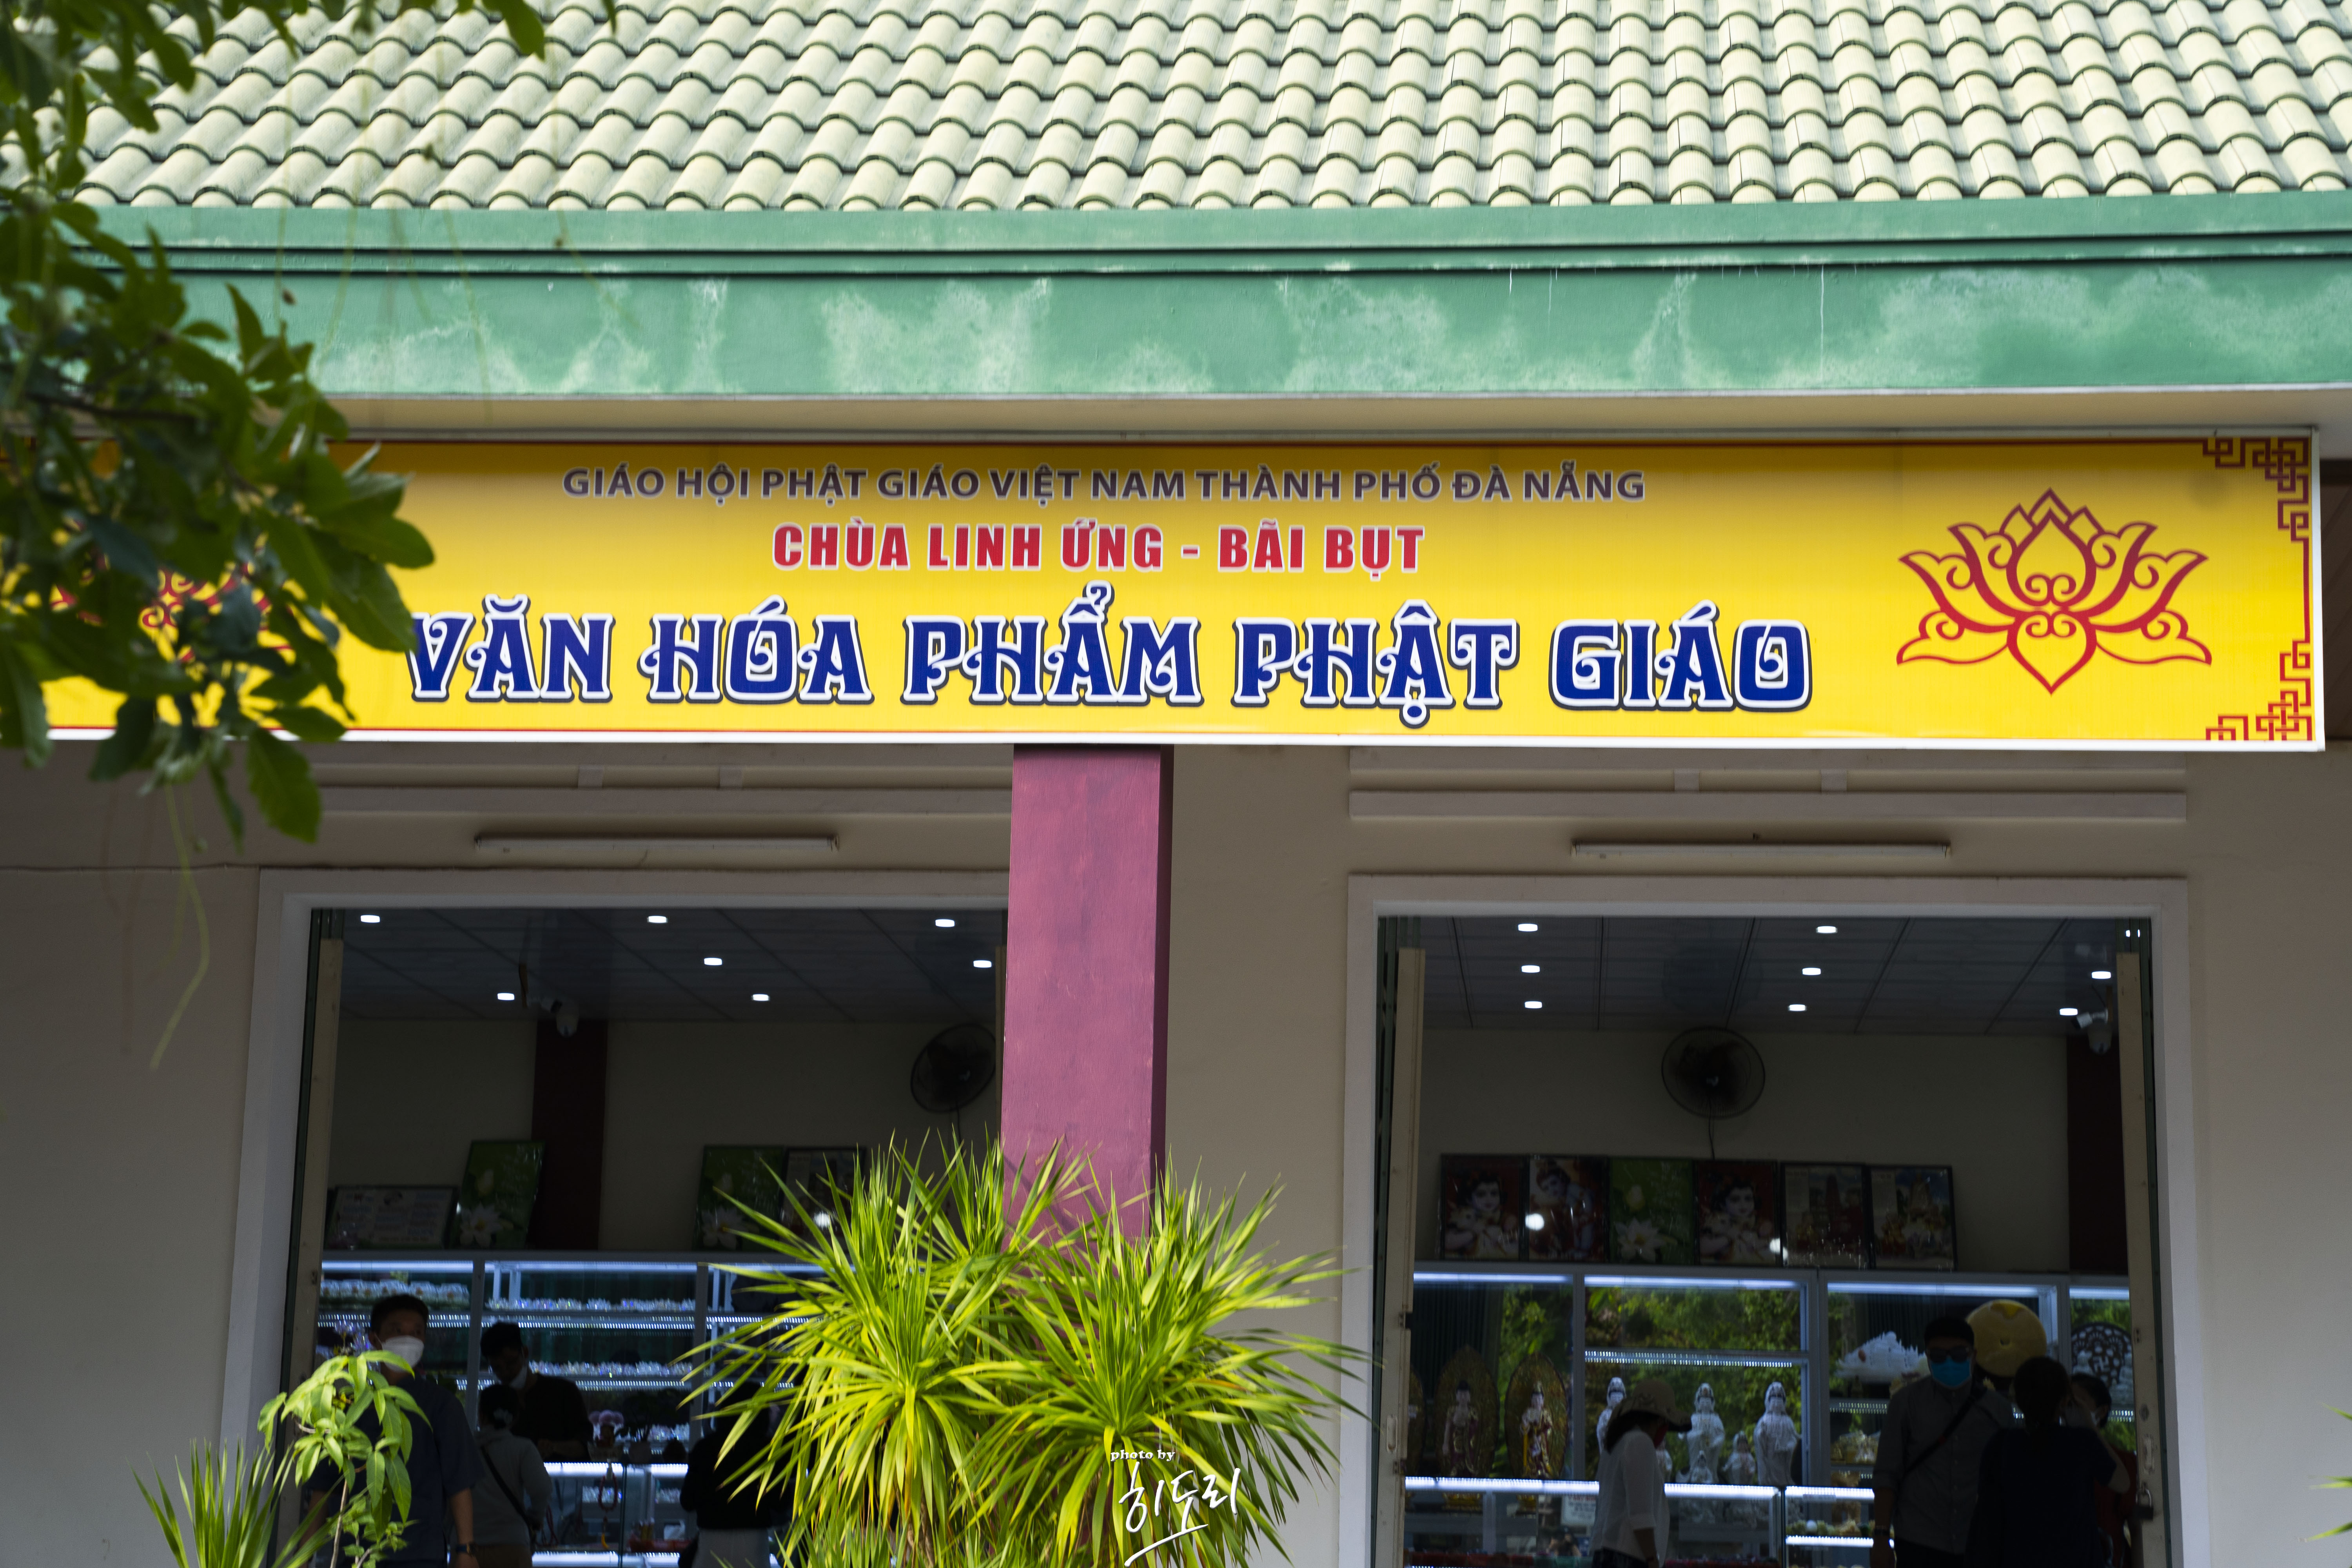 GIÁO HỘI PHẬT GIÁO VIỆT NAM THÀNH PHỐ ĐÀ NẴNG
CHÙA LINH ỨNG - BÃI BỤT
VĂN HÓA PHẨM PHẬT GIÁO
photo by
히도리